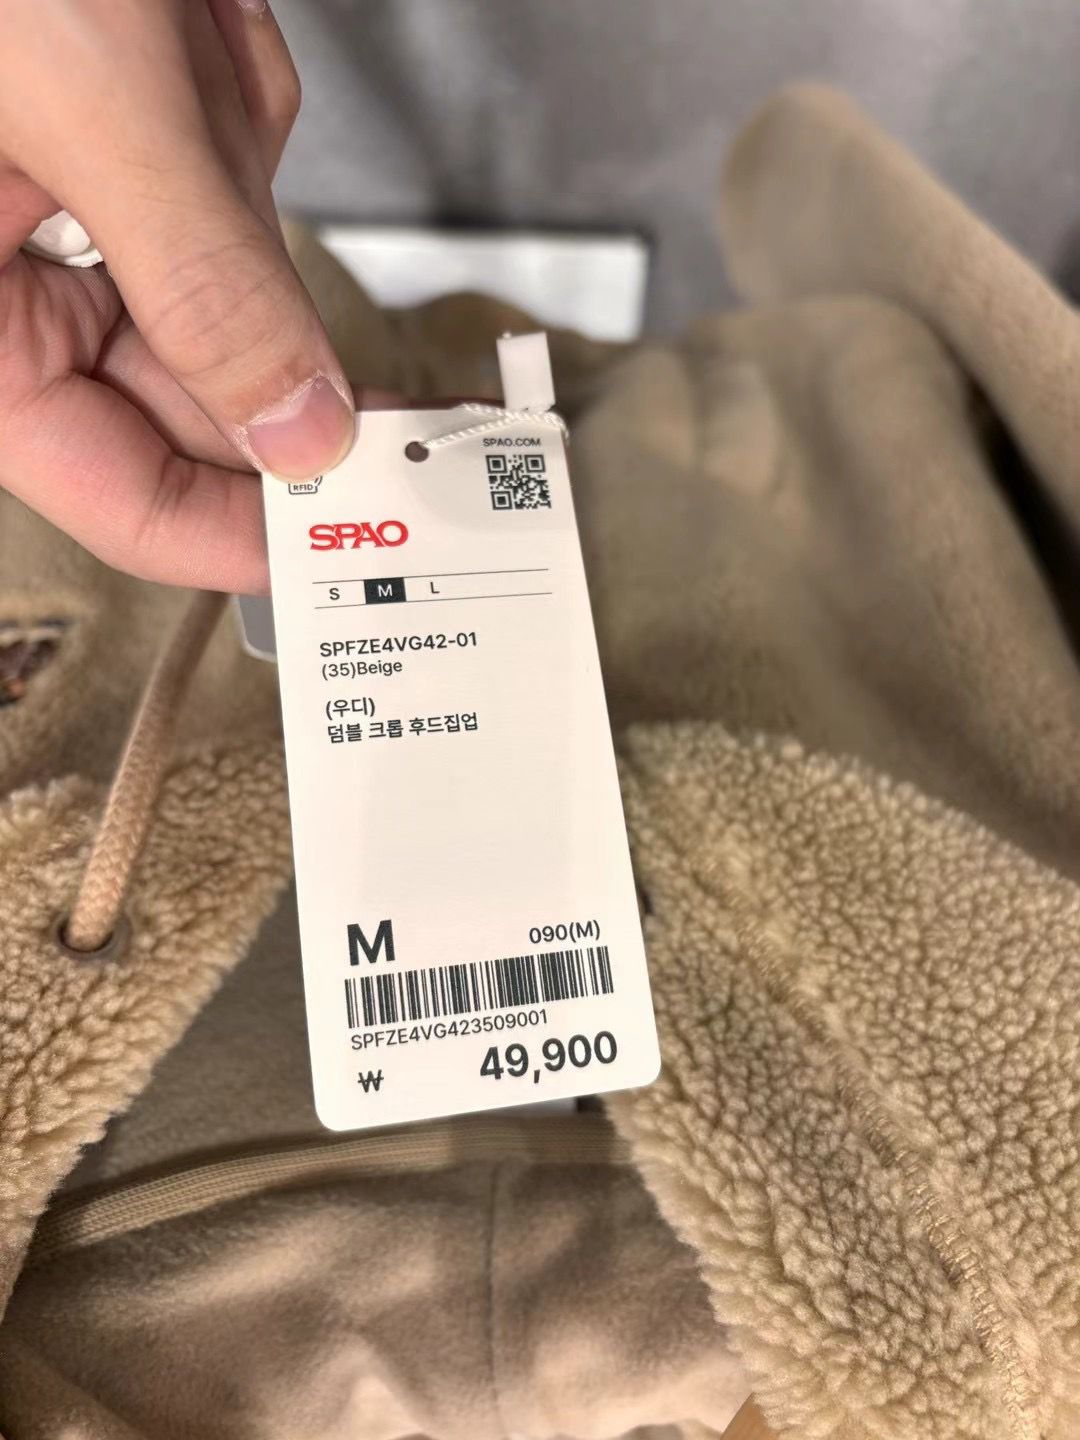 SPAO.COM
RFID
SPAO
S M L
SPFZE4VG42-01
(35)Beige
(우디)
덤블 크롭 후드집업
M 090(M)
SPFZE4VG423509001
₩ 49,900